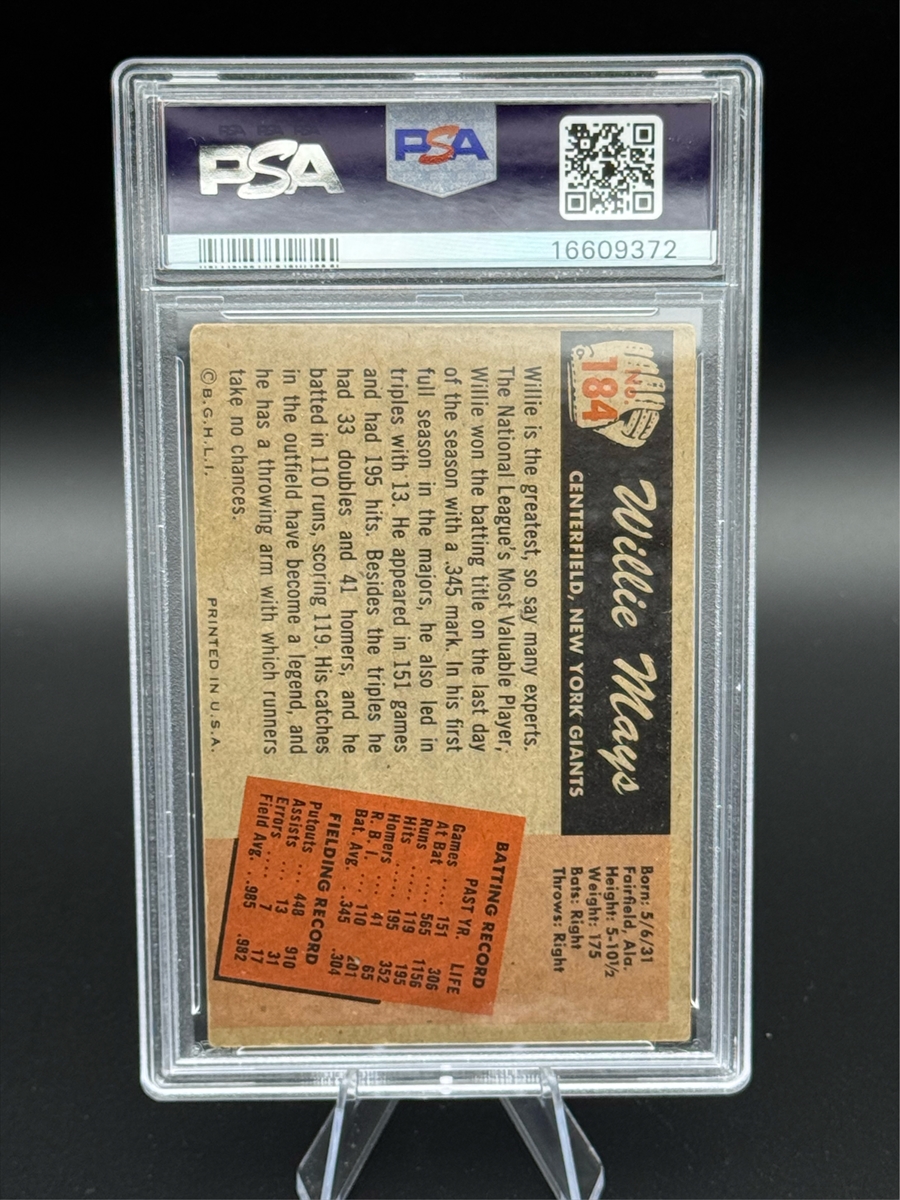 PSA PSA PSA
PSA
PSA
16609372
NO.
184
Willie Mays
CENTERFIELD, NEW YORK GIANTS
Born: 5/6/31
Fairfield, Ala.
Height: 5-10½
Weight: 175
Bats: Right
Throws: Right
Willie is the greatest, so say many experts.
The National League's Most Valuable Player,
Willie won the batting title on the last day
of the season with a .345 mark. In his first
full season in the majors, he also led in
triples with 13. He appeared in 151 games
and had 195 hits. Besides the triples he
had 33 doubles and 41 homers, and he
batted in 110 runs, scoring 119. His catches
in the outfield have become a legend, and
he has a throwing arm with which runners
take no chances.
©B.G.H.L.I.
PRINTED IN U.S.A.
BATTING RECORD
PAST YR. LIFE
Games ..... 151 306
At Bat .... 565 1156
Runs ..... 119 195
Hits ..... 195 352
Homers .... 41 65
R. B. I. .... 110 201
Bat. Avg. .345 .304
FIELDING RECORD
Putouts ... 448 910
Assists .... 13 31
Errors ..... 7 17
Field Avg. .985 .982